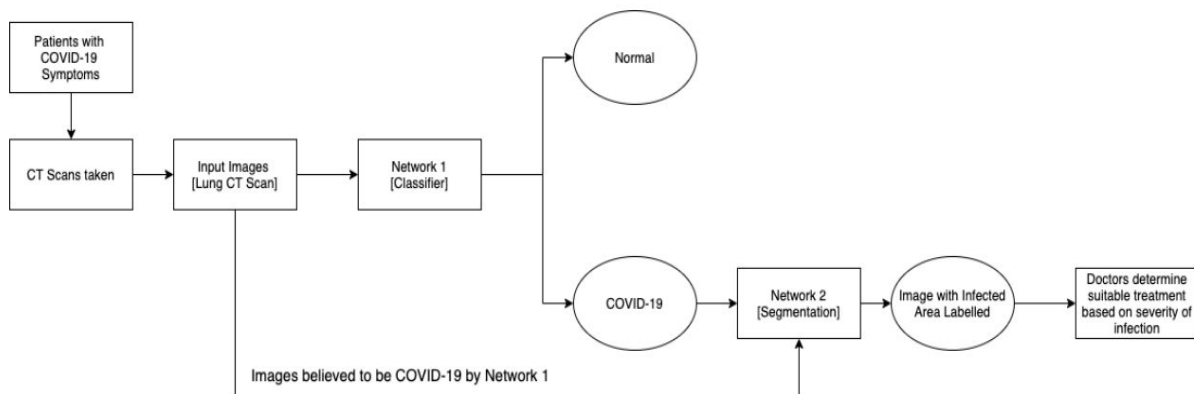 Patients with
COVID-19
Symptoms
Normal
CT Scans taken
Input Images
[Lung CT Scan]
Network 1
[Classifier]
COVID-19
Network 2
[Segmentation]
Image with Infected
Area Labelled
Doctors determine
suitable treatment
based on severity of
infection
Images believed to be COVID-19 by Network 1